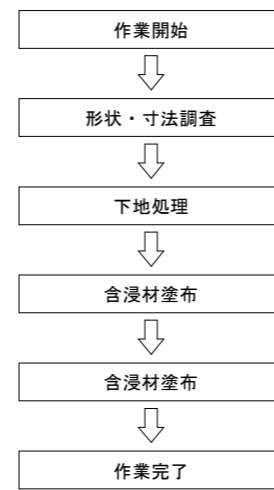 作業開始
形状・寸法調査
下地処理
含浸材塗布
含浸材塗布
作業完了